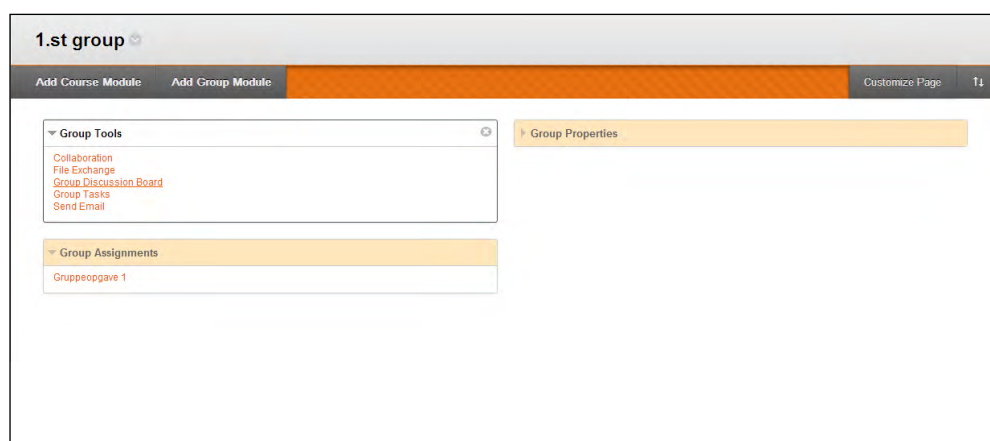 1.st group
Add Course Module Add Group Module Customize Page
Group Tools
Collaboration
File Exchange
Group Discussion Board
Group Tasks
Send Email
Group Properties
Group Assignments
Gruppeopgave 1